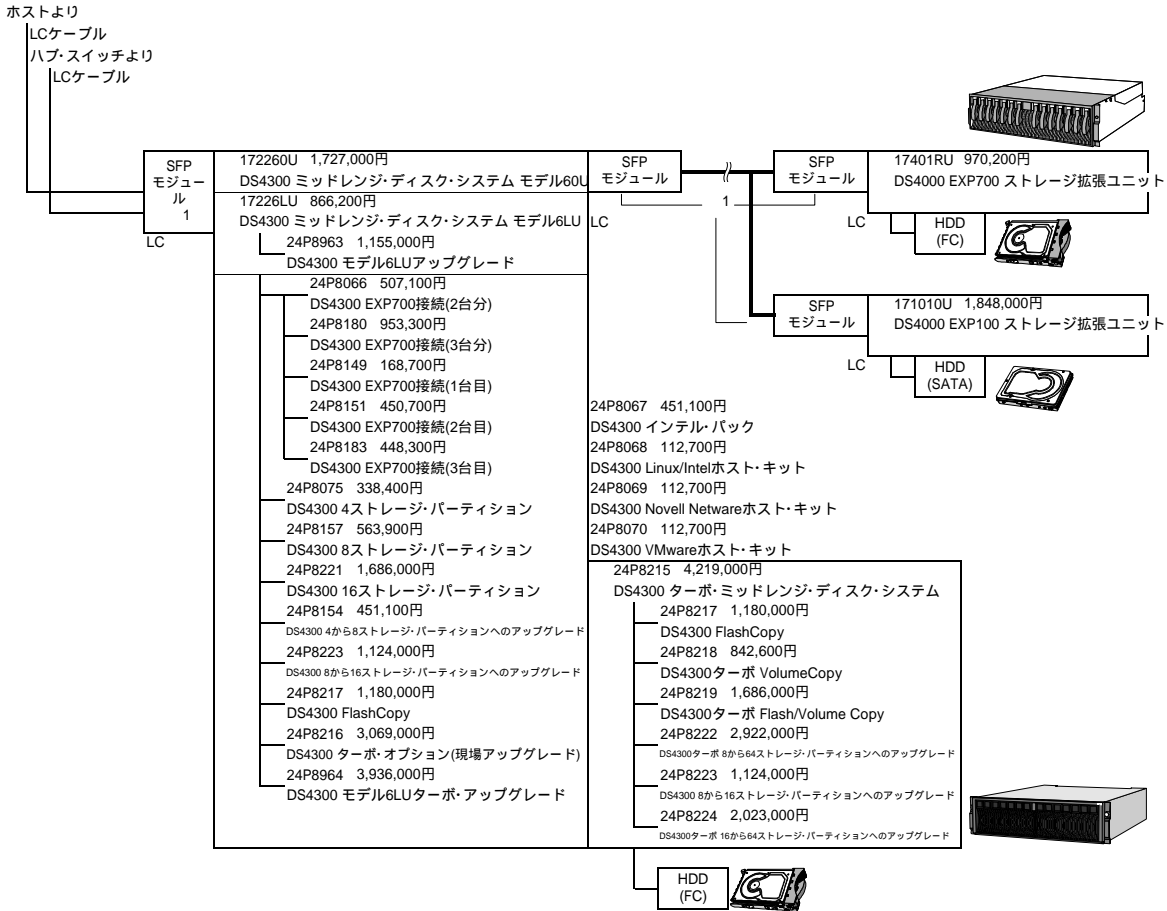 ホストより
LCケーブル
ハブ・スイッチより
LCケーブル
SFP
モジュー
ル
1
LC
172260U 1,727,000円
DS4300 ミッドレンジ・ディスク・システム モデル60U
17226LU 866,200円
DS4300 ミッドレンジ・ディスク・システム モデル6LU
24P8963 1,155,000円
DS4300 モデル6LUアップグレード
24P8066 507,100円
DS4300 EXP700接続(2台分)
24P8180 953,300円
DS4300 EXP700接続(3台分)
24P8149 168,700円
DS4300 EXP700接続(1台目)
24P8151 450,700円
DS4300 EXP700接続(2台目)
24P8183 448,300円
DS4300 EXP700接続(3台目)
24P8075 338,400円
DS4300 4ストレージ・パーティション
24P8157 563,900円
DS4300 8ストレージ・パーティション
24P8221 1,686,000円
DS4300 16ストレージ・パーティション
24P8154 451,100円
DS4300 4から8ストレージ・パーティションへのアップグレード
24P8223 1,124,000円
DS4300 8から16ストレージ・パーティションへのアップグレード
24P8217 1,180,000円
DS4300 FlashCopy
24P8216 3,069,000円
DS4300 ターボ・オプション(現場アップグレード)
24P8964 3,936,000円
DS4300 モデル6LUターボ・アップグレード
SFP
モジュール
LC
1
SFP
モジュール
LC
17401RU 970,200円
DS4000 EXP700 ストレージ拡張ユニット
HDD
(FC)
SFP
モジュール
LC
171010U 1,848,000円
DS4000 EXP100 ストレージ拡張ユニット
HDD
(SATA)
24P8067 451,100円
DS4300 インテル・パック
24P8068 112,700円
DS4300 Linux/Intelホスト・キット
24P8069 112,700円
DS4300 Novell Netwareホスト・キット
24P8070 112,700円
DS4300 VMwareホスト・キット
24P8215 4,219,000円
DS4300 ターボ・ミッドレンジ・ディスク・システム
24P8217 1,180,000円
DS4300 FlashCopy
24P8218 842,600円
DS4300ターボ VolumeCopy
24P8219 1,686,000円
DS4300ターボ Flash/Volume Copy
24P8222 2,922,000円
DS4300ターボ 8から64ストレージ・パーティションへのアップグレード
24P8223 1,124,000円
DS4300 8から16ストレージ・パーティションへのアップグレード
24P8224 2,023,000円
DS4300ターボ 16から64ストレージ・パーティションへのアップグレード
HDD
(FC)